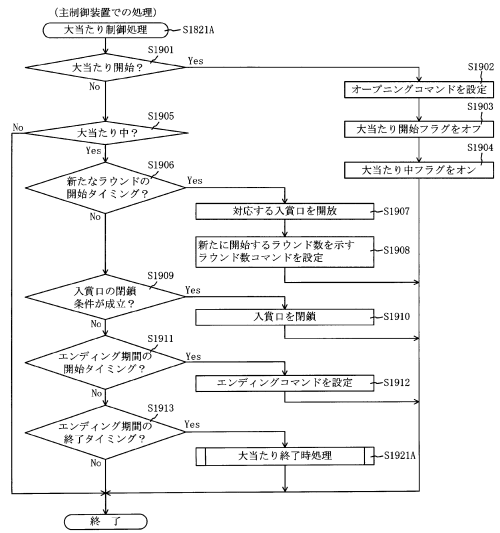 (主制御装置での処理)
大当たり制御処理
S1821A
S1901
大当たり開始?
Yes
No
S1902
オープニングコマンドを設定
S1903
大当たり開始フラグをオフ
S1904
大当たり中フラグをオン
S1905
大当たり中?
No
Yes
S1906
新たなラウンドの
開始タイミング?
Yes
No
対応する入賞口を開放
S1907
新たに開始するラウンド数を示す
ラウンド数コマンドを設定
S1908
S1909
入賞口の閉鎖
条件が成立?
Yes
No
入賞口を閉鎖
S1910
S1911
エンディング期間の
開始タイミング?
Yes
No
エンディングコマンドを設定
S1912
S1913
エンディング期間の
終了タイミング?
Yes
No
大当たり終了時処理
S1921A
終 了